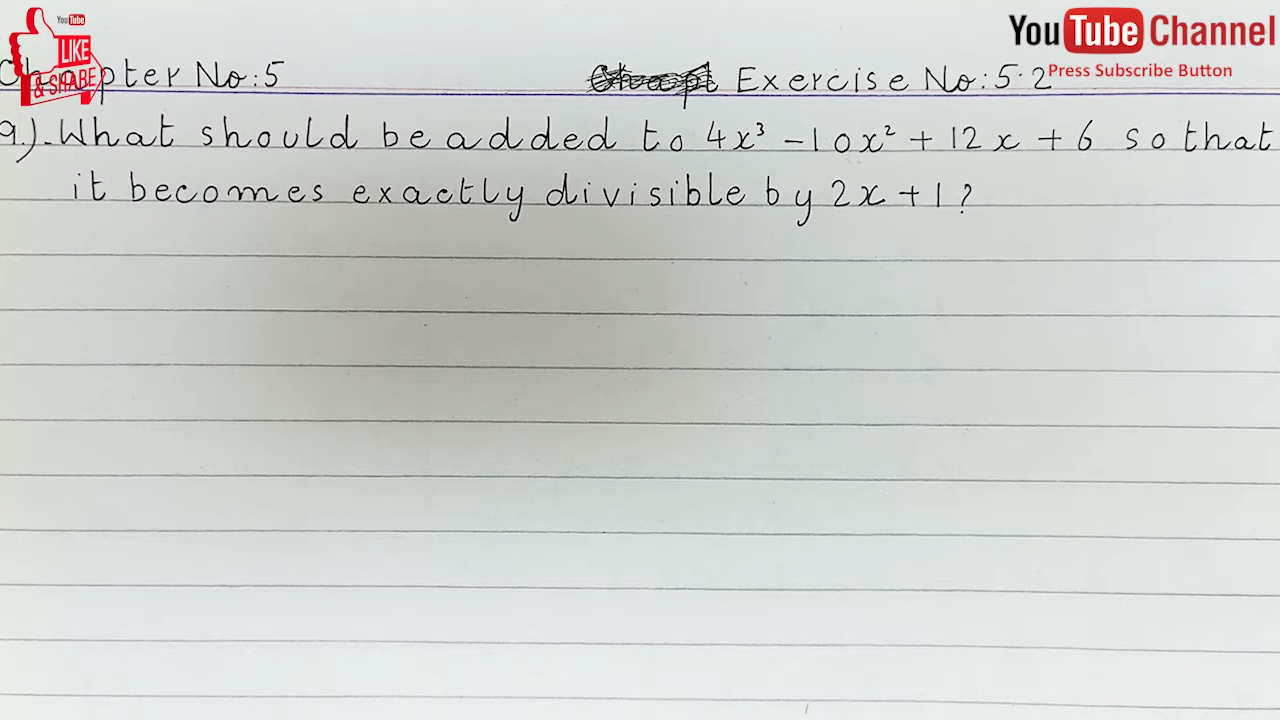 YouTube
LIKE
& SHARE
YouTube Channel
Press Subscribe Button
Chapter No:5 Exercise No:5.2
9.). What should be added to 4x³ -10x² + 12x + 6 so that
it becomes exactly divisible by 2x +1?